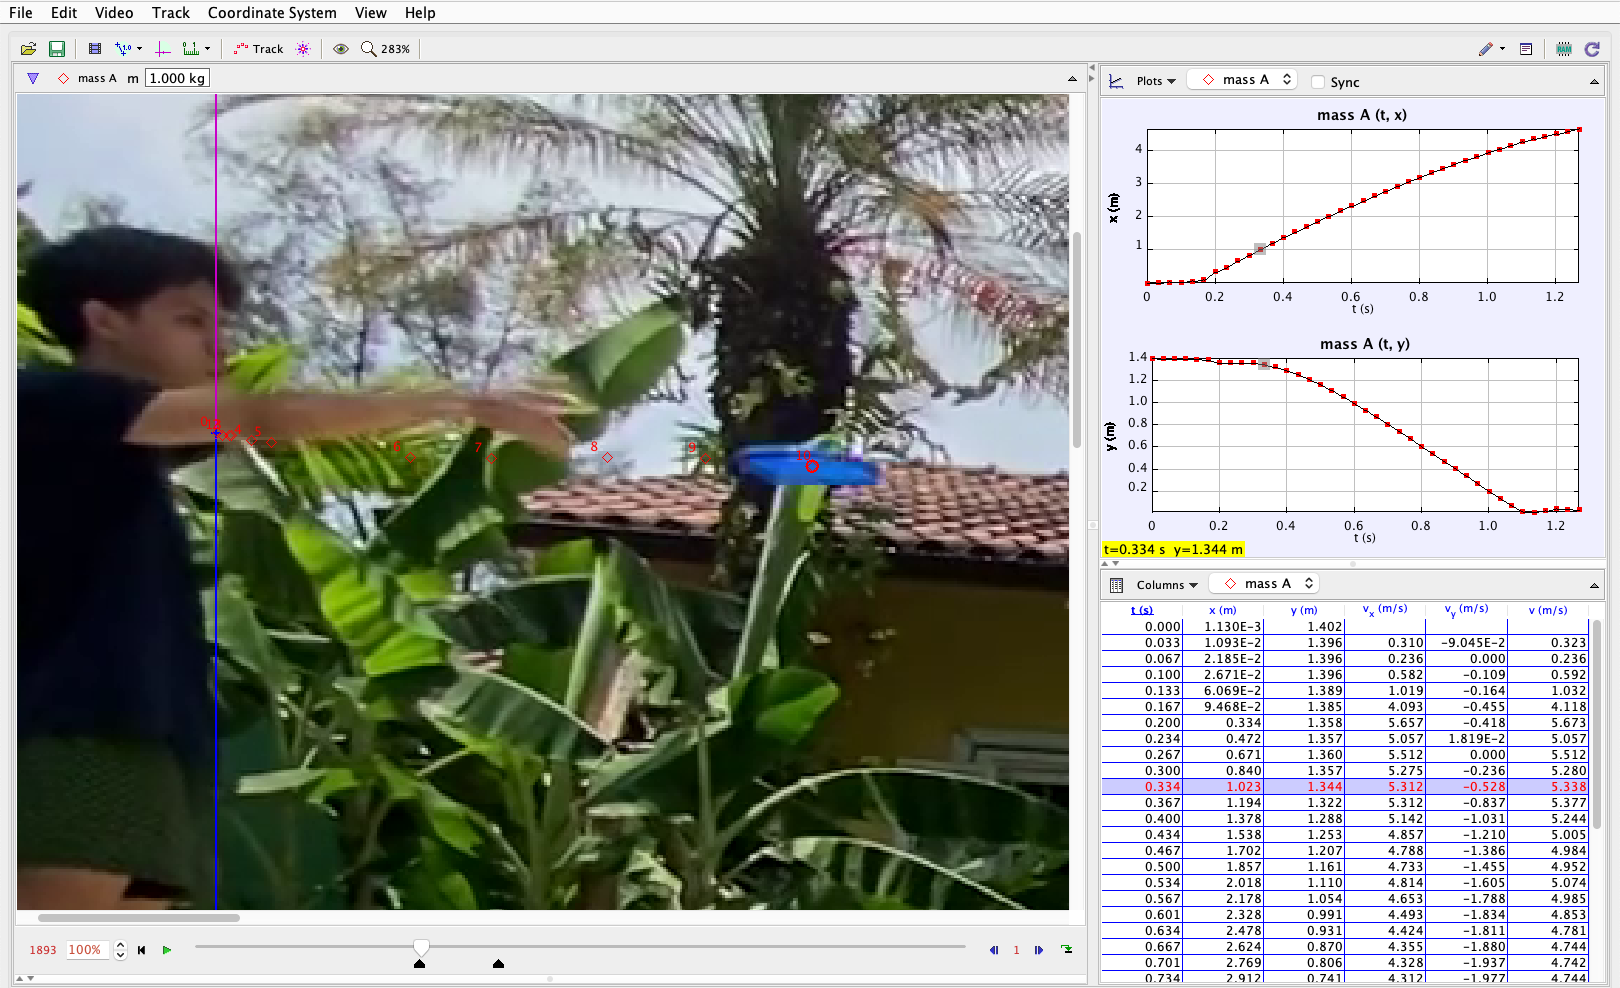 File Edit Video Track Coordinate System View Help
Track 283%
mass A m 1.000 kg
6
7
8
9
1893 100%
1
Plots mass A Sync
mass A (t, x)
x (m)
4
3
2
1
0 0.2 0.4 0.6 0.8 1.0 1.2
t (s)
mass A (t, y)
y (m)
1.4
1.2
1.0
0.8
0.6
0.4
0.2
0 0.2 0.4 0.6 0.8 1.0 1.2
t (s)
t=0.334 s y=1.344 m
Columns mass A
t (s) x (m) y (m) vx (m/s) vy (m/s) v (m/s)
0.000 1.130E-3 1.402
0.033 1.093E-2 1.396 0.310 -9.045E-2 0.323
0.067 2.185E-2 1.396 0.236 0.000 0.236
0.100 2.671E-2 1.396 0.582 -0.109 0.592
0.133 6.069E-2 1.389 1.019 -0.164 1.032
0.167 9.468E-2 1.385 4.093 -0.455 4.118
0.200 0.334 1.358 5.657 -0.418 5.673
0.234 0.472 1.357 5.057 1.819E-2 5.057
0.267 0.671 1.360 5.512 0.000 5.512
0.300 0.840 1.357 5.275 -0.236 5.280
0.334 1.023 1.344 5.312 -0.528 5.338
0.367 1.194 1.322 5.312 -0.837 5.377
0.400 1.378 1.288 5.142 -1.031 5.244
0.434 1.538 1.253 4.857 -1.210 5.005
0.467 1.702 1.207 4.788 -1.386 4.984
0.500 1.857 1.161 4.733 -1.455 4.952
0.534 2.018 1.110 4.814 -1.605 5.074
0.567 2.178 1.054 4.653 -1.788 4.985
0.601 2.328 0.991 4.493 -1.834 4.853
0.634 2.478 0.931 4.424 -1.811 4.781
0.667 2.624 0.870 4.355 -1.880 4.744
0.701 2.769 0.806 4.328 -1.937 4.742
0.734 2.912 0.741 4.312 -1.977 4.744